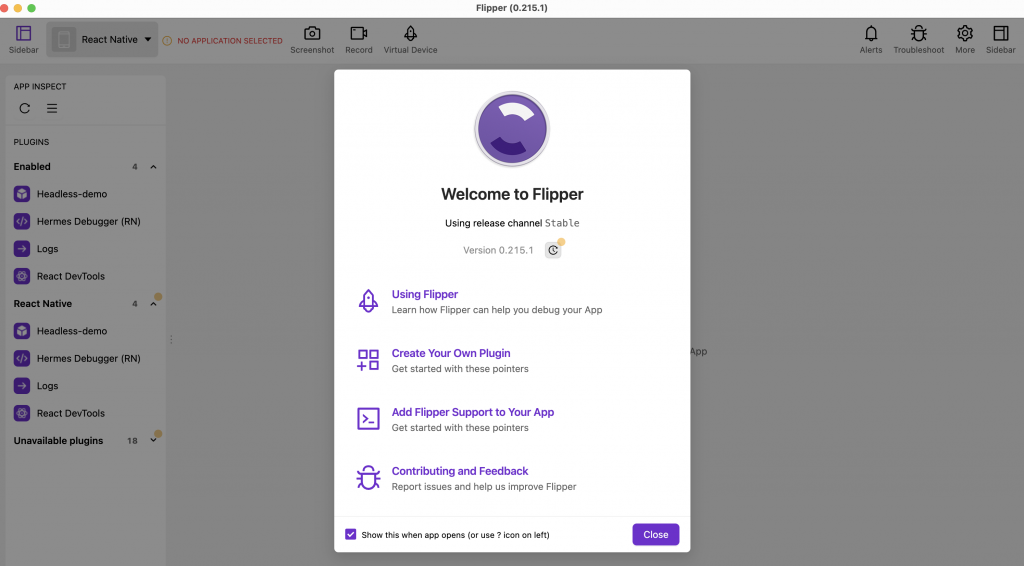 Flipper (0.215.1)
Sidebar
React Native
NO APPLICATION SELECTED
Screenshot
Record
Virtual Device
Alerts
Troubleshoot
More
Sidebar
APP INSPECT
PLUGINS
Enabled 4
Headless-demo
Hermes Debugger (RN)
Logs
React DevTools
React Native 4
Headless-demo
Hermes Debugger (RN)
Logs
React DevTools
Unavailable plugins 18
App
Welcome to Flipper
Using release channel Stable
Version 0.215.1
Using Flipper
Learn how Flipper can help you debug your App
Create Your Own Plugin
Get started with these pointers
Add Flipper Support to Your App
Get started with these pointers
Contributing and Feedback
Report issues and help us improve Flipper
Show this when app opens (or use ? icon on left)
Close